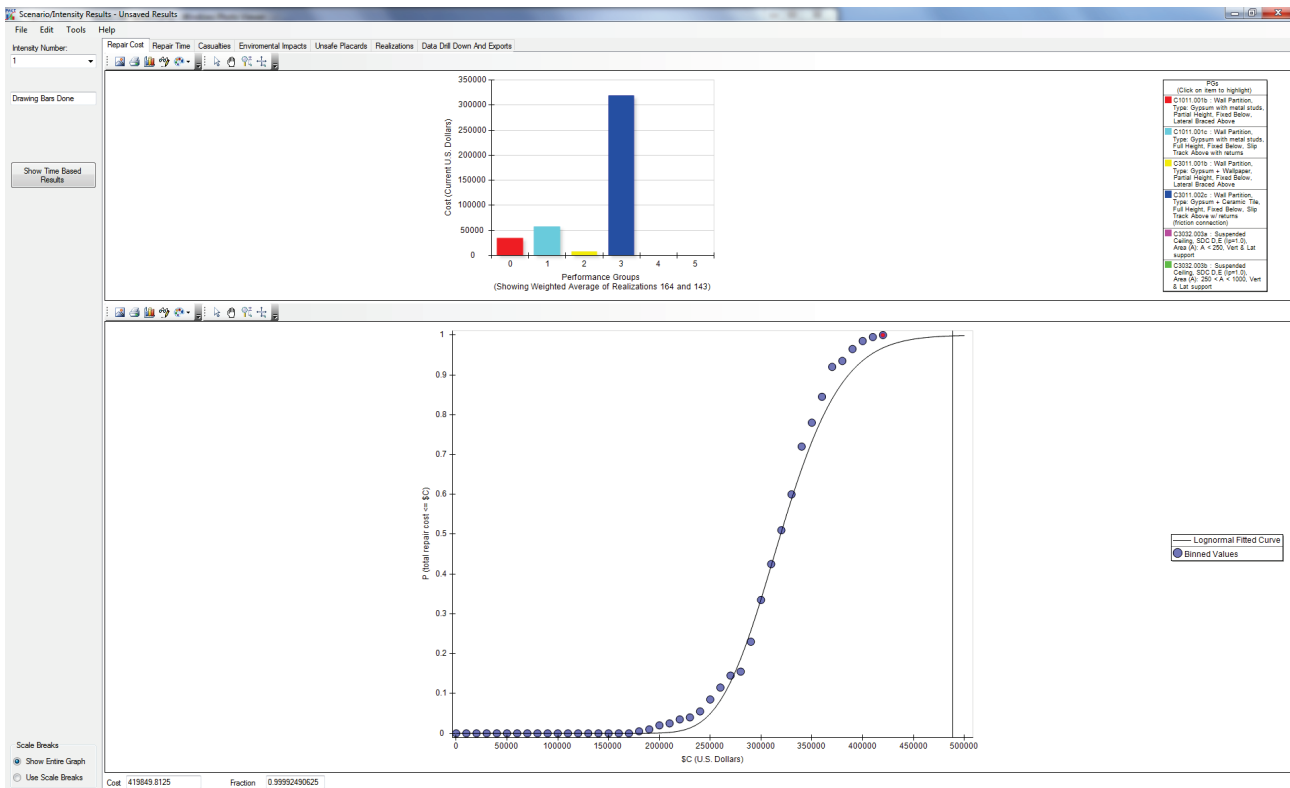 Scenario/Intensity Results - Unsaved Results
File Edit Tools Help
Intensity Number:
1
Drawing Bars Done
Show Time Based
Results
Repair Cost Repair Time Casualties Enviromental Impacts Unsafe Placards Realizations Data Drill Down And Exports
350000
300000
250000
200000
150000
100000
50000
0
Cost (Current U.S. Dollars)
0 1 2 3 4 5
Performance Groups
(Showing Weighted Average of Realizations 164 and 143)
PGs
(Click on item to highlight)
C1011.001b : Wall Partition,
Type: Gypsum with metal studs,
Partial Height, Fixed Below,
Lateral Braced Above
C1011.001c : Wall Partition,
Type: Gypsum with metal studs,
Full Height, Fixed Below, Slip
Track Above with returns
C3011.001b : Wall Partition,
Type: Gypsum + Wallpaper,
Partial Height, Fixed Below,
Lateral Braced Above
C3011.002c : Wall Partition,
Type: Gypsum + Ceramic Tile,
Full Height, Fixed Below, Slip
Track Above w/ returns
(friction connection)
C3032.003a : Suspended
Ceiling, SDC D,E (Ip=1.0),
Area (A): A < 250, Vert & Lat
support
C3032.003b : Suspended
Ceiling, SDC D,E (Ip=1.0),
Area (A): 250 < A < 1000, Vert
& Lat support
1
0.9
0.8
0.7
0.6
0.5
0.4
0.3
0.2
0.1
0
P (total repair cost <= $C)
0 50000 100000 150000 200000 250000 300000 350000 400000 450000 500000
$C (U.S. Dollars)
Lognormal Fitted Curve
Binned Values
Scale Breaks
Show Entire Graph
Use Scale Breaks
Cost 419849.8125 Fraction 0.99992490625